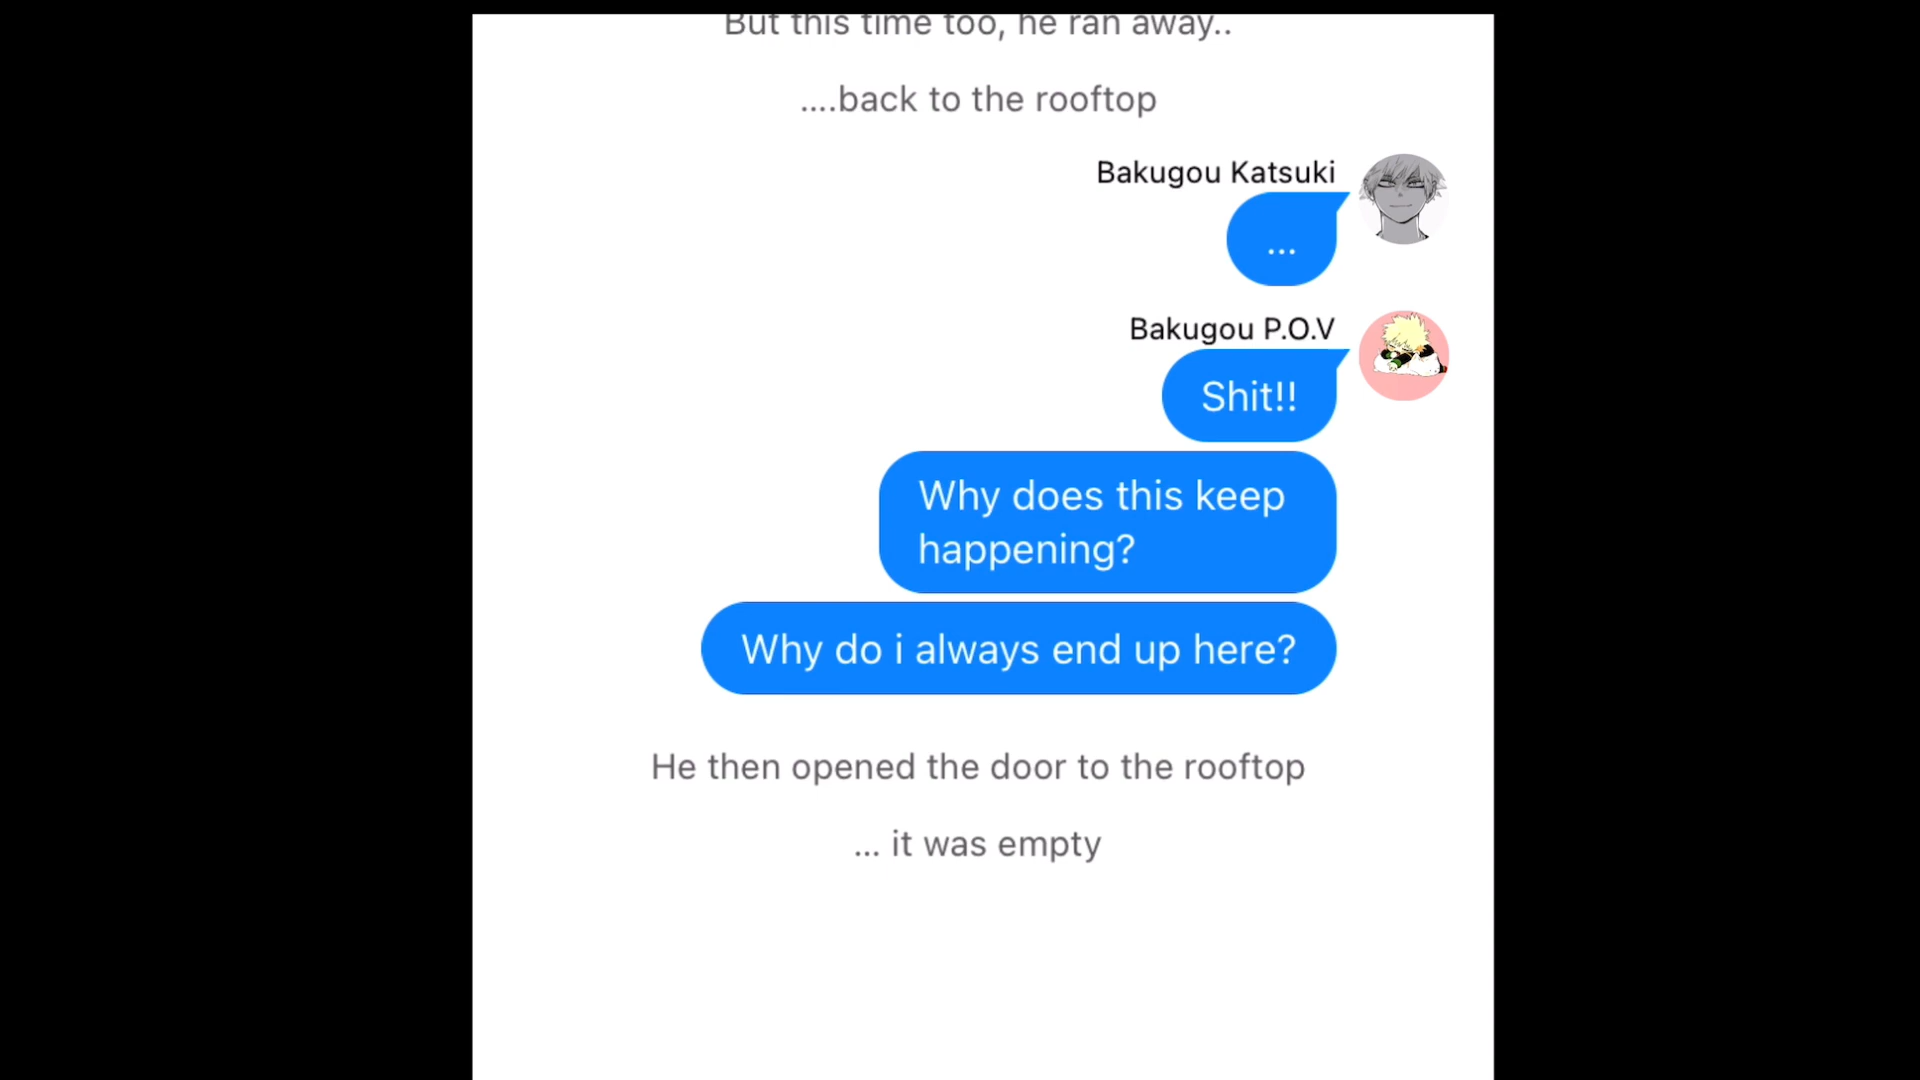 But this time too, he ran away..
....back to the rooftop
Bakugou Katsuki
...
Bakugou P.O.V
Shit!!
Why does this keep
happening?
Why do i always end up here?
He then opened the door to the rooftop
... it was empty